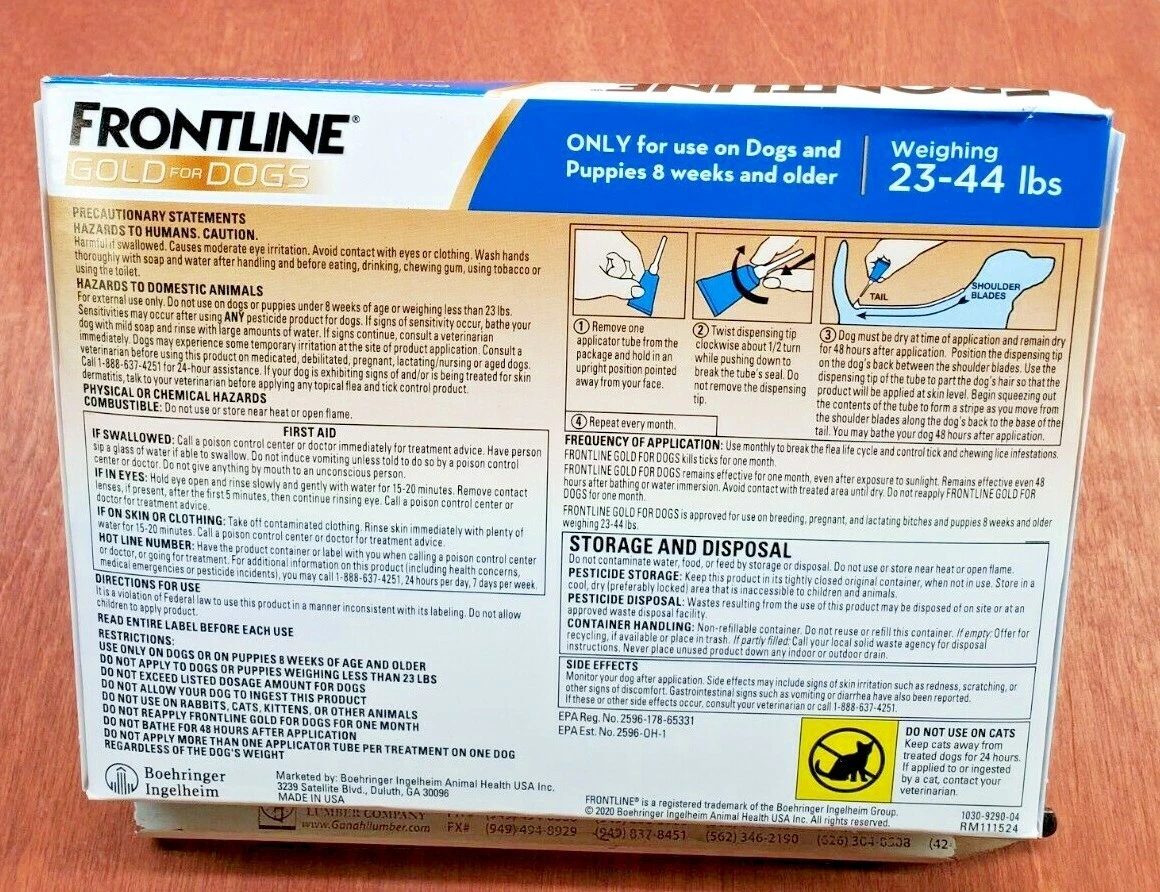 FRONTLINE®
GOLD FOR DOGS
ONLY for use on Dogs and
Puppies 8 weeks and older
Weighing
23-44 lbs
PRECAUTIONARY STATEMENTS
HAZARDS TO HUMANS. CAUTION.
Harmful if swallowed. Causes moderate eye irritation. Avoid contact with eyes or clothing. Wash hands
thoroughly with soap and water after handling and before eating, drinking, chewing gum, using tobacco or
using the toilet.
HAZARDS TO DOMESTIC ANIMALS
For external use only. Do not use on dogs or puppies under 8 weeks of age or weighing less than 23 lbs.
Sensitivities may occur after using ANY pesticide product for dogs. If signs of sensitivity occur, bathe your
dog with mild soap and rinse with large amounts of water. If signs continue, consult a veterinarian
immediately. Dogs may experience some temporary irritation at the site of product application. Consult a
veterinarian before using this product on medicated, debilitated, pregnant, lactating/nursing or aged dogs.
Call 1-888-637-4251 for 24-hour assistance. If your dog is exhibiting signs of and/or is being treated for skin
dermatitis, talk to your veterinarian before applying any topical flea and tick control product.
PHYSICAL OR CHEMICAL HAZARDS
COMBUSTIBLE: Do not use or store near heat or open flame.
FIRST AID
IF SWALLOWED: Call a poison control center or doctor immediately for treatment advice. Have person
sip a glass of water if able to swallow. Do not induce vomiting unless told to do so by a poison control
center or doctor. Do not give anything by mouth to an unconscious person.
IF IN EYES: Hold eye open and rinse slowly and gently with water for 15-20 minutes. Remove contact
lenses, if present, after the first 5 minutes, then continue rinsing eye. Call a poison control center or
doctor for treatment advice.
IF ON SKIN OR CLOTHING: Take off contaminated clothing. Rinse skin immediately with plenty of
water for 15-20 minutes. Call a poison control center or doctor for treatment advice.
HOT LINE NUMBER: Have the product container or label with you when calling a poison control center
or doctor, or going for treatment. For additional information on this product (including health concerns,
medical emergencies or pesticide incidents), you may call 1-888-637-4251, 24 hours per day, 7 days per week.
DIRECTIONS FOR USE
It is a violation of Federal law to use this product in a manner inconsistent with its labeling. Do not allow
children to apply product.
READ ENTIRE LABEL BEFORE EACH USE
RESTRICTIONS:
USE ONLY ON DOGS OR ON PUPPIES 8 WEEKS OF AGE AND OLDER
DO NOT APPLY TO DOGS OR PUPPIES WEIGHING LESS THAN 23 LBS
DO NOT EXCEED LISTED DOSAGE AMOUNT FOR DOGS
DO NOT ALLOW YOUR DOG TO INGEST THIS PRODUCT
DO NOT USE ON RABBITS, CATS, KITTENS, OR OTHER ANIMALS
DO NOT REAPPLY FRONTLINE GOLD FOR DOGS FOR ONE MONTH
DO NOT BATHE FOR 48 HOURS AFTER APPLICATION
DO NOT APPLY MORE THAN ONE APPLICATOR TUBE PER TREATMENT ON ONE DOG
REGARDLESS OF THE DOG'S WEIGHT
Boehringer
Ingelheim
Marketed by: Boehringer Ingelheim Animal Health USA Inc.
3239 Satellite Blvd., Duluth, GA 30096
MADE IN USA
TAIL
SHOULDER
BLADES
1 Remove one
applicator tube from the
package and hold in an
upright position pointed
away from your face.
2 Twist dispensing tip
clockwise about 1/2 turn
while pushing down to
break the tube's seal. Do
not remove the dispensing
tip.
3 Dog must be dry at time of application and remain dry
for 48 hours after application. Position the dispensing tip
on the dog's back between the shoulder blades. Use the
dispensing tip of the tube to part the dog's hair so that the
product will be applied at skin level. Begin squeezing out
the contents of the tube to form a stripe as you move from
the shoulder blades along the dog's back to the base of the
tail. You may bathe your dog 48 hours after application.
4 Repeat every month.
FREQUENCY OF APPLICATION: Use monthly to break the flea life cycle and control tick and chewing lice infestations.
FRONTLINE GOLD FOR DOGS kills ticks for one month.
FRONTLINE GOLD FOR DOGS remains effective for one month, even after exposure to sunlight. Remains effective even 48
hours after bathing or water immersion. Avoid contact with treated area until dry. Do not reapply FRONTLINE GOLD FOR
DOGS for one month.
FRONTLINE GOLD FOR DOGS is approved for use on breeding, pregnant, and lactating bitches and puppies 8 weeks and older
weighing 23-44 lbs.
STORAGE AND DISPOSAL
Do not contaminate water, food, or feed by storage or disposal. Do not use or store near heat or open flame.
PESTICIDE STORAGE: Keep this product in its tightly closed original container, when not in use. Store in a
cool, dry (preferably locked) area that is inaccessible to children and animals.
PESTICIDE DISPOSAL: Wastes resulting from the use of this product may be disposed of on site or at an
approved waste disposal facility.
CONTAINER HANDLING: Non-refillable container. Do not reuse or refill this container. If empty: Offer for
recycling, if available or place in trash. If partly filled: Call your local solid waste agency for disposal
instructions. Never place unused product down any indoor or outdoor drain.
SIDE EFFECTS
Monitor your dog after application. Side effects may include signs of skin irritation such as redness, scratching, or
other signs of discomfort. Gastrointestinal signs such as vomiting or diarrhea have also been reported.
If these or other side effects occur, consult your veterinarian or call 1-888-637-4251.
EPA Reg. No. 2596-178-65331
EPA Est. No. 2596-OH-1
DO NOT USE ON CATS
Keep cats away from
treated dogs for 24 hours.
If applied to or ingested
by a cat, contact your
veterinarian.
FRONTLINE® is a registered trademark of the Boehringer Ingelheim Group.
© 2020 Boehringer Ingelheim Animal Health USA Inc. All rights reserved.
1030-9290-04
RM111524
LUMBER COMPANY
www.Ganahllumber.com FX# (949) 494-8929 (949) 837-8451 (562) 346-2190 (42-